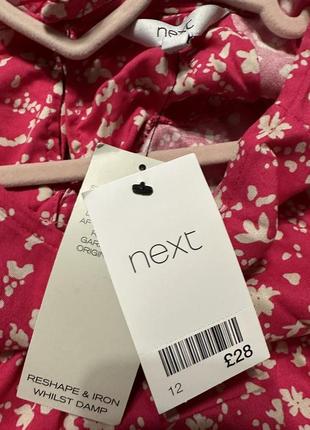 next
next
12
£28
RESHAPE & IRON
WHILST DAMP